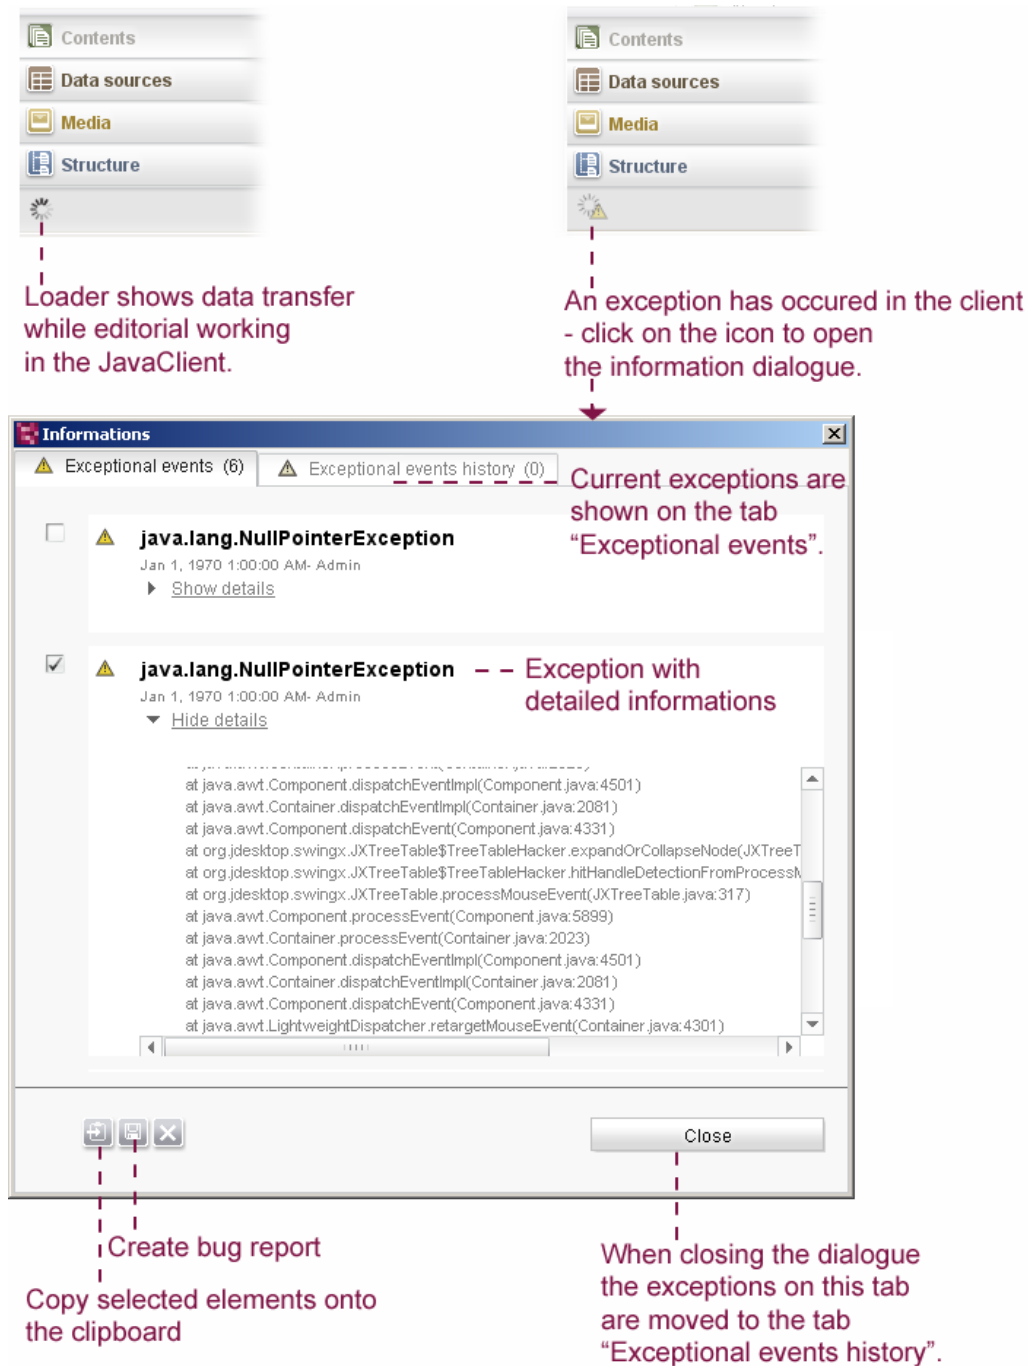 Contents
Data sources
Media
Structure
Contents
Data sources
Media
Structure
Loader shows data transfer
while editorial working
in the JavaClient.
An exception has occured in the client
- click on the icon to open
the information dialogue.
Informations
Exceptional events (6)
Exceptional events history (0)
Current exceptions are
shown on the tab
“Exceptional events”.
java.lang.NullPointerException
Jan 1, 1970 1:00:00 AM- Admin
Show details
java.lang.NullPointerException
Jan 1, 1970 1:00:00 AM- Admin
Hide details
Exception with
detailed informations
at java.awt.Component.dispatchEventImpl(Component.java:4501)
at java.awt.Container.dispatchEventImpl(Container.java:2081)
at java.awt.Component.dispatchEvent(Component.java:4331)
at org.jdesktop.swingx.JXTreeTable$TreeTableHacker.expandOrCollapseNode(JXTreeT
at org.jdesktop.swingx.JXTreeTable$TreeTableHacker.hitHandleDetectionFromProcessM
at org.jdesktop.swingx.JXTreeTable.processMouseEvent(JXTreeTable.java:317)
at java.awt.Component.processEvent(Component.java:5899)
at java.awt.Container.processEvent(Container.java:2023)
at java.awt.Component.dispatchEventImpl(Component.java:4501)
at java.awt.Container.dispatchEventImpl(Container.java:2081)
at java.awt.Component.dispatchEvent(Component.java:4331)
at java.awt.LightweightDispatcher.retargetMouseEvent(Container.java:4301)
Close
Create bug report
Copy selected elements onto
the clipboard
When closing the dialogue
the exceptions on this tab
are moved to the tab
“Exceptional events history”.